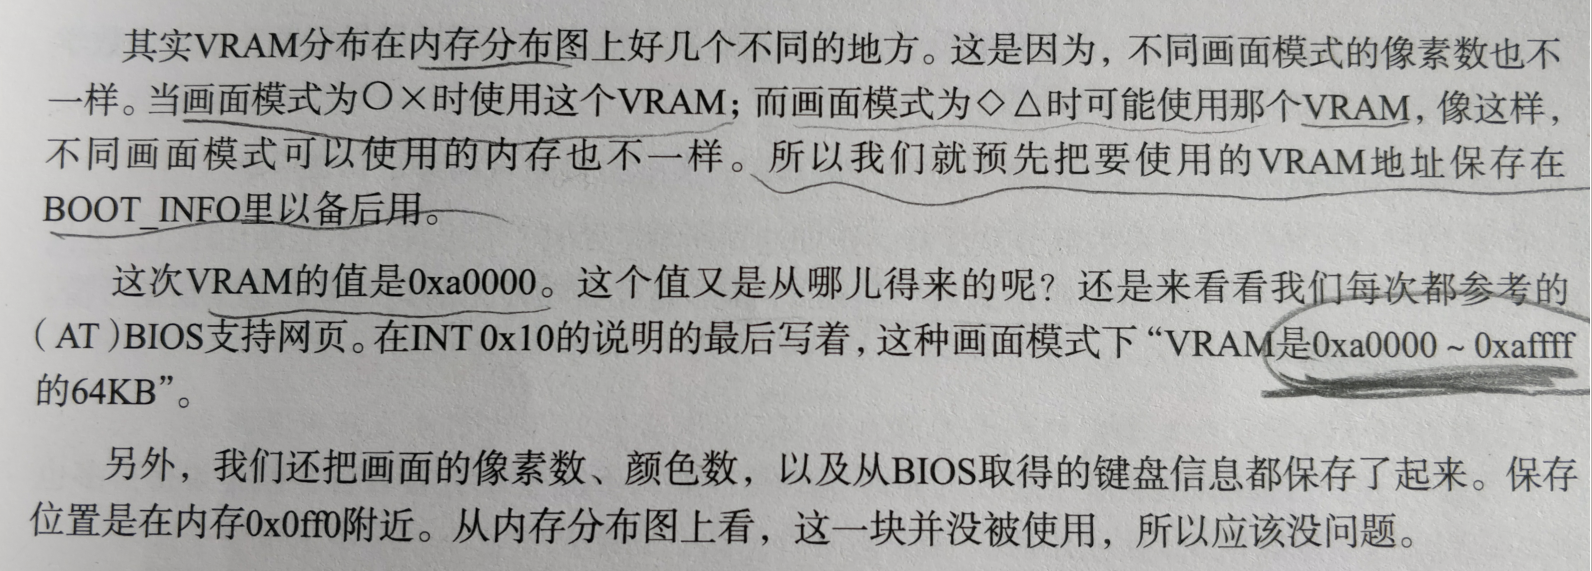 其实VRAM分布在内存分布图上好几个不同的地方。这是因为，不同画面模式的像素数也不
一样。当画面模式为○×时使用这个VRAM；而画面模式为◇△时可能使用那个VRAM，像这样，
不同画面模式可以使用的内存也不一样。所以我们就预先把要使用的VRAM地址保存在
BOOT_INFO里以备后用。
这次VRAM的值是0xa0000。这个值又是从哪儿得来的呢？还是来看看我们每次都参考的
（AT）BIOS支持网页。在INT 0x10的说明的最后写着，这种画面模式下“VRAM是0xa0000～0xaffff
的64KB”。
另外，我们还把画面的像素数、颜色数，以及从BIOS取得的键盘信息都保存了起来。保存
位置是在内存0x0ff0附近。从内存分布图上看，这一块并没被使用，所以应该没问题。